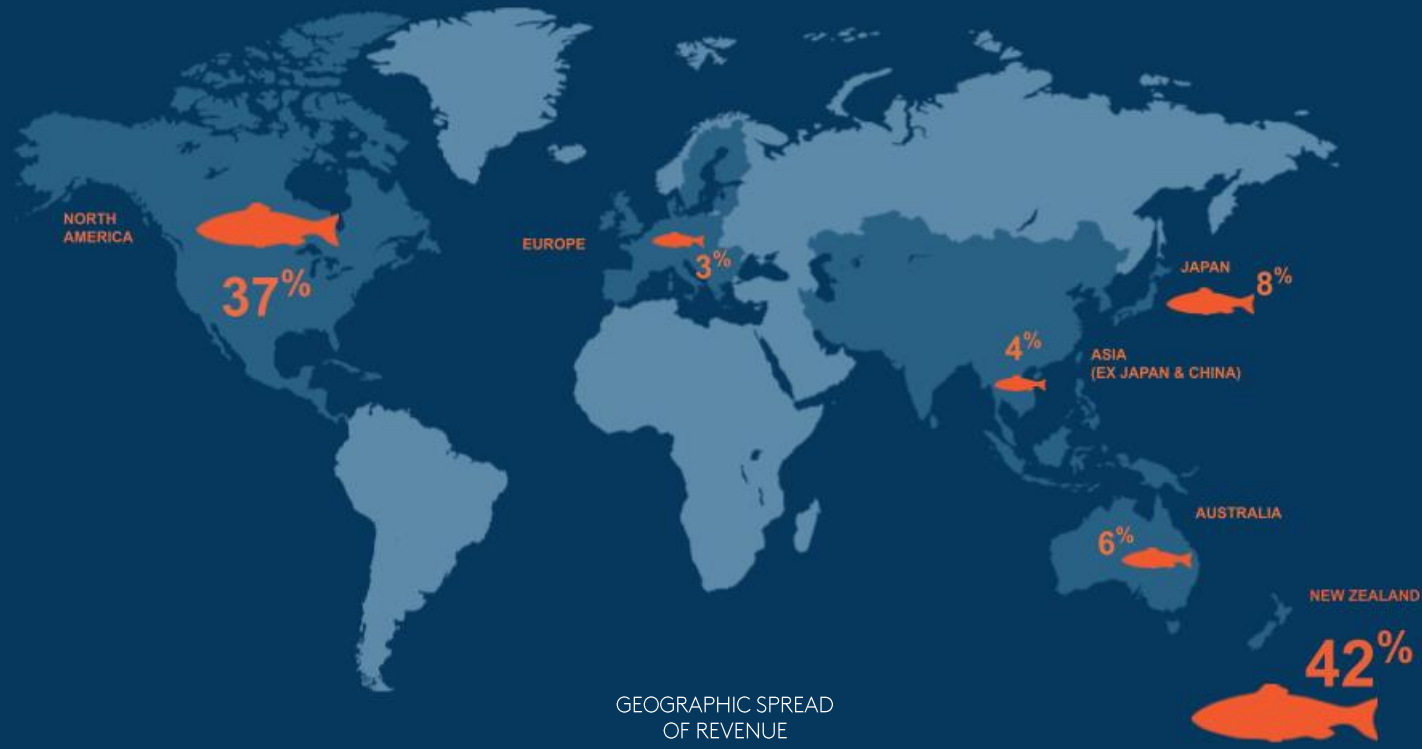 NORTH
AMERICA
37%
EUROPE
3%
JAPAN
8%
4%
ASIA
(EX JAPAN & CHINA)
AUSTRALIA
6%
NEW ZEALAND
42%
GEOGRAPHIC SPREAD
OF REVENUE